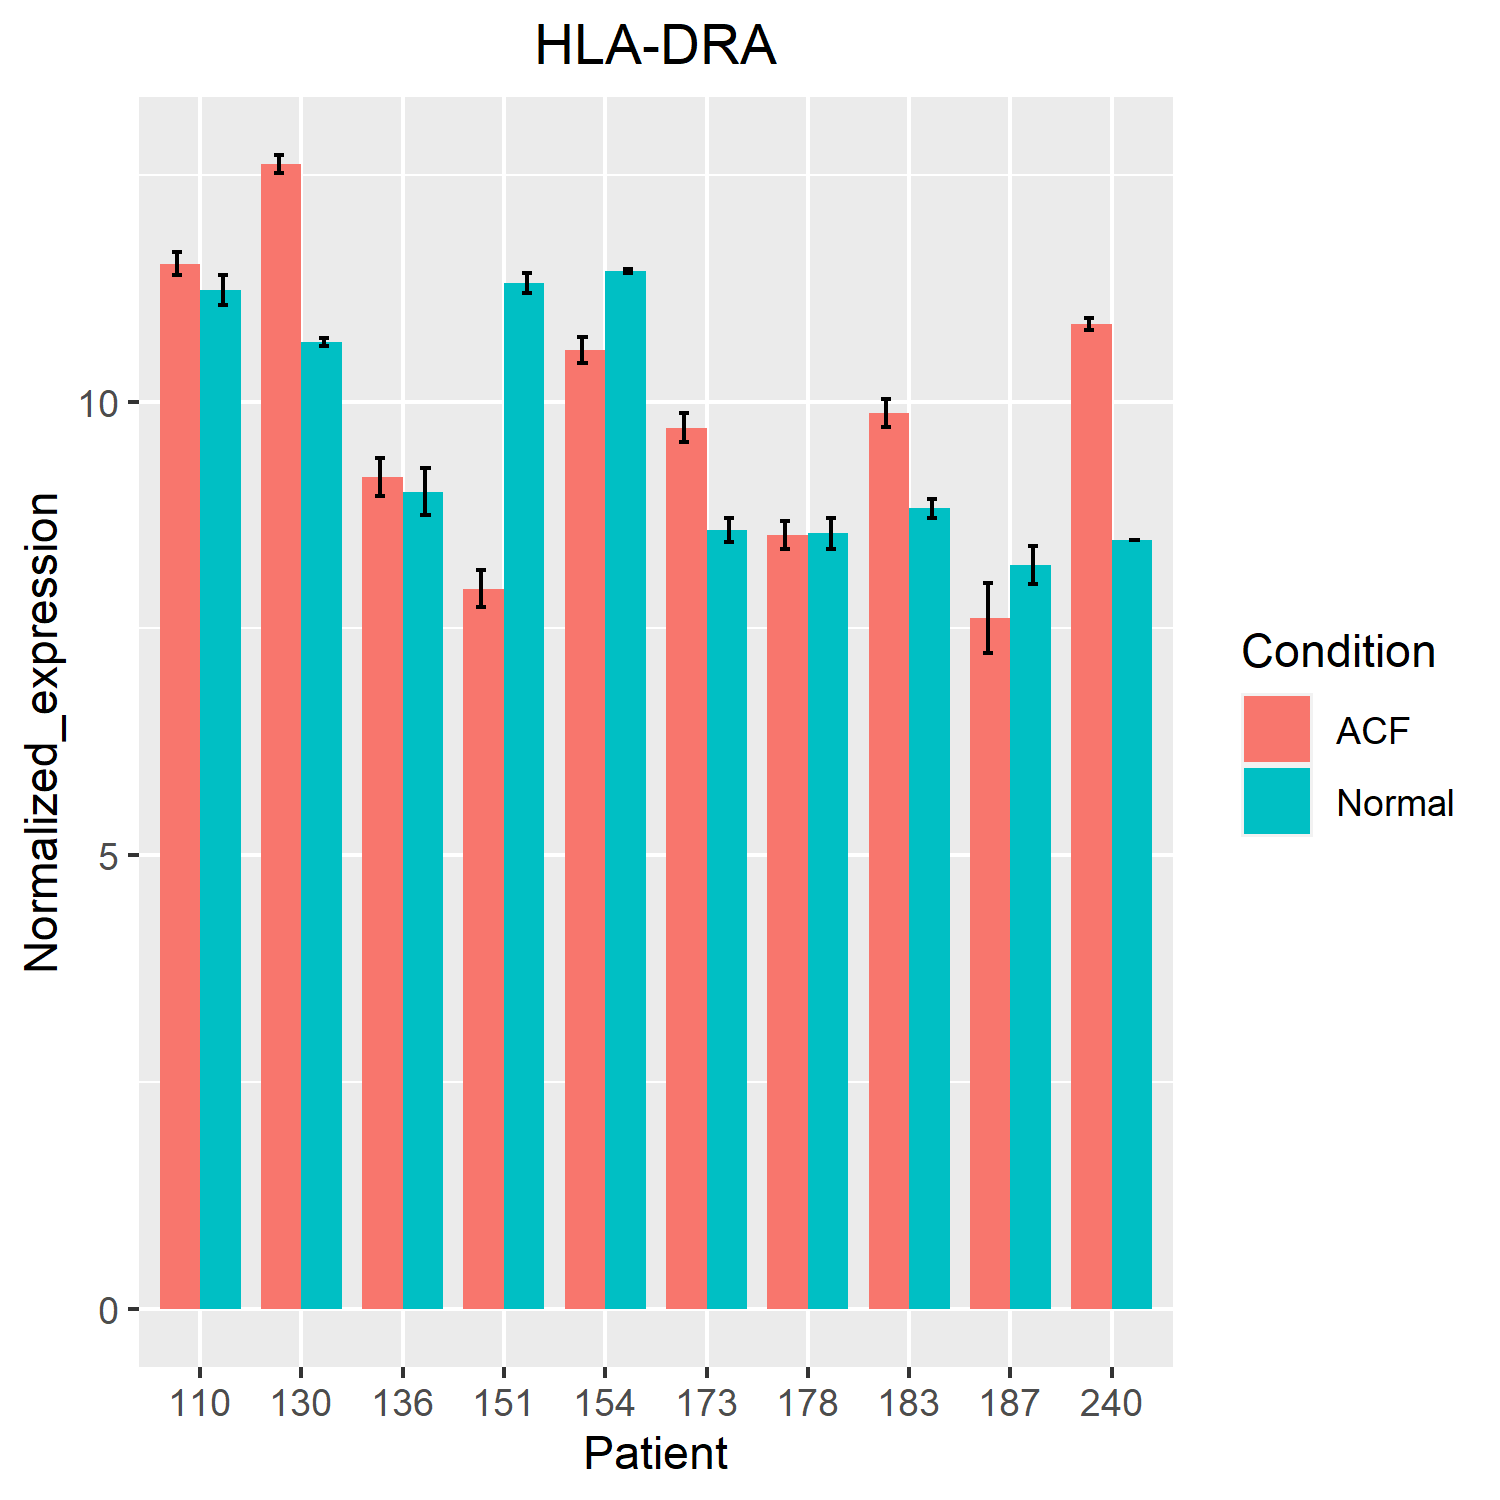 HLA-DRA
Normalized_expression
10
5
0
110 130 136 151 154 173 178 183 187 240
Patient
Condition
ACF
Normal